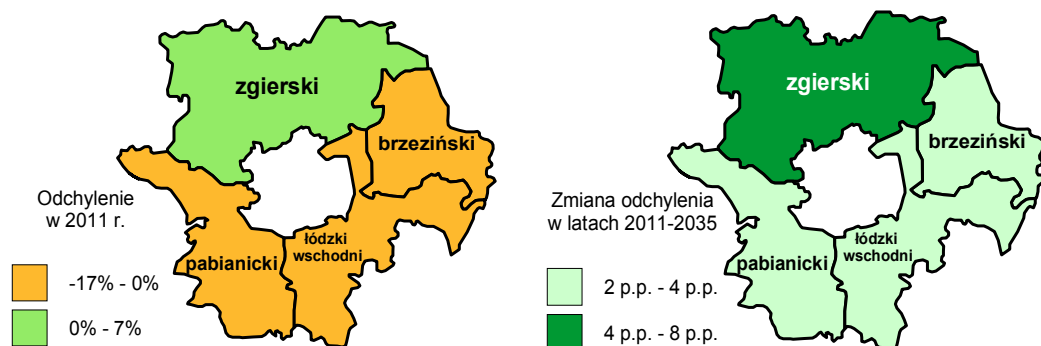 zgierski
brzeziński
Odchylenie
w 2011 r.
łódzki
wschodni
pabianicki
-17% - 0%
0% - 7%
zgierski
brzeziński
Zmiana odchylenia
w latach 2011-2035
łódzki
wschodni
pabianicki
2 p.p. - 4 p.p.
4 p.p. - 8 p.p.